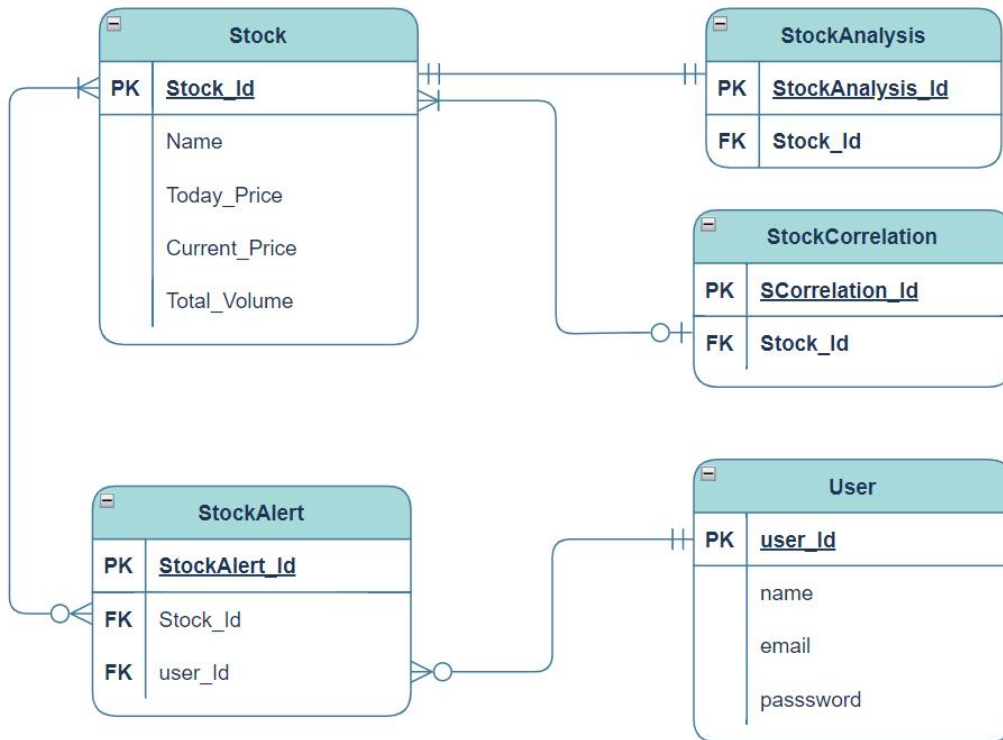 Stock
PK Stock_Id
Name
Today_Price
Current_Price
Total_Volume
StockAnalysis
PK StockAnalysis_Id
FK Stock_Id
StockCorrelation
PK SCorrelation_Id
FK Stock_Id
StockAlert
PK StockAlert_Id
FK Stock_Id
FK user_Id
User
PK user_Id
name
email
passsword